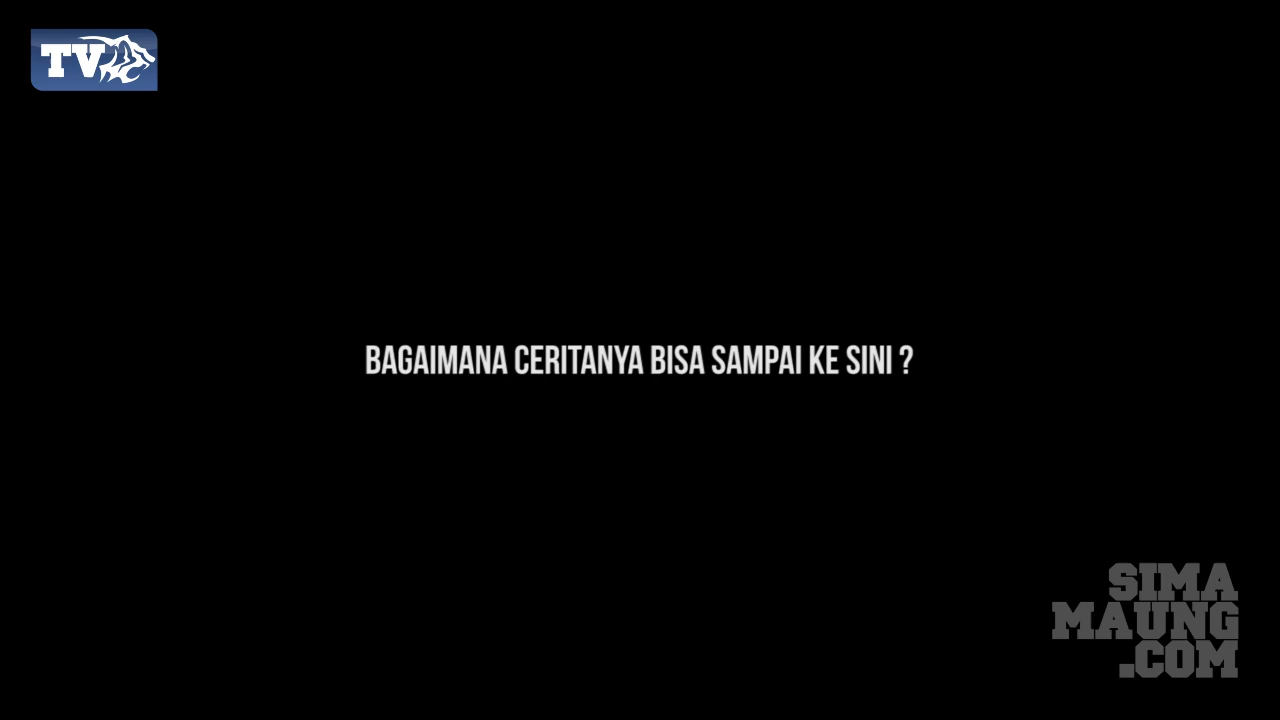 TV
BAGAIMANA CERITANYA BISA SAMPAI KE SINI ?
SIMA
MAUNG
.COM